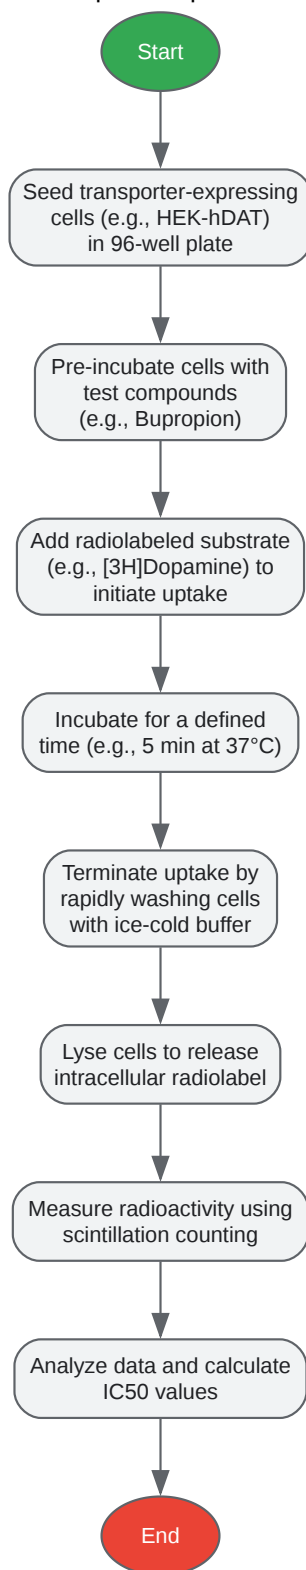 Start
Seed transporter-expressing
cells (e.g., HEK-hDAT)
in 96-well plate
Pre-incubate cells with
test compounds
(e.g., Bupropion)
Add radiolabeled substrate
(e.g., [3H]Dopamine) to
initiate uptake
Incubate for a defined
time (e.g., 5 min at 37°C)
Terminate uptake by
rapidly washing cells
with ice-cold buffer
Lyse cells to release
intracellular radiolabel
Measure radioactivity using
scintillation counting
Analyze data and calculate
IC50 values
End